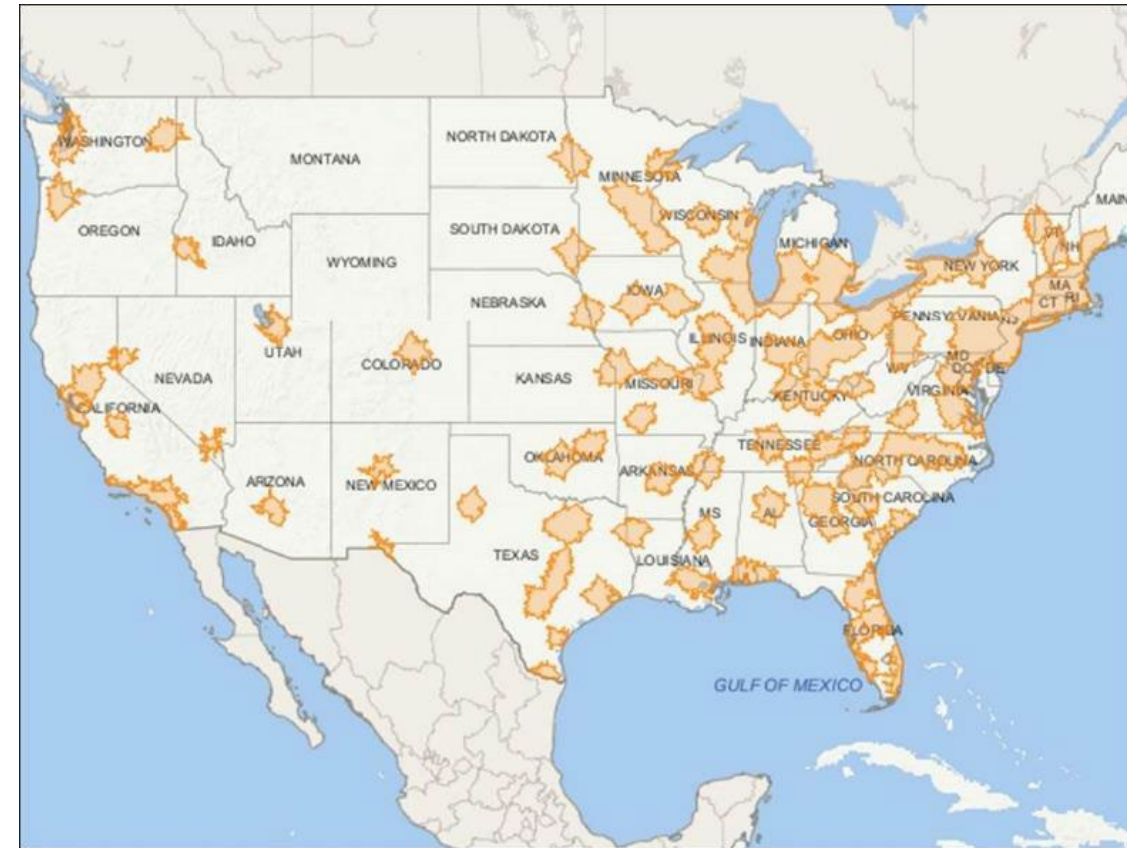 WASHINGTON
MONTANA
NORTH DAKOTA
MINNESOTA
OREGON
IDAHO
WYOMING
SOUTH DAKOTA
WISCONSIN
MICHIGAN
NEW YORK
VT
NH
MAIN
MA
CT
RI
NEBRASKA
IOWA
ILLINOIS
INDIANA
OHIO
PENNSYLVANIA
NJ
NEVADA
UTAH
COLORADO
KANSAS
MISSOURI
KENTUCKY
WV
VIRGINIA
MD
DC
DE
CALIFORNIA
ARIZONA
NEW MEXICO
OKLAHOMA
ARKANSAS
TENNESSEE
NORTH CAROLINA
SOUTH CAROLINA
TEXAS
LOUISIANA
MS
AL
GEORGIA
FLORIDA
GULF OF MEXICO